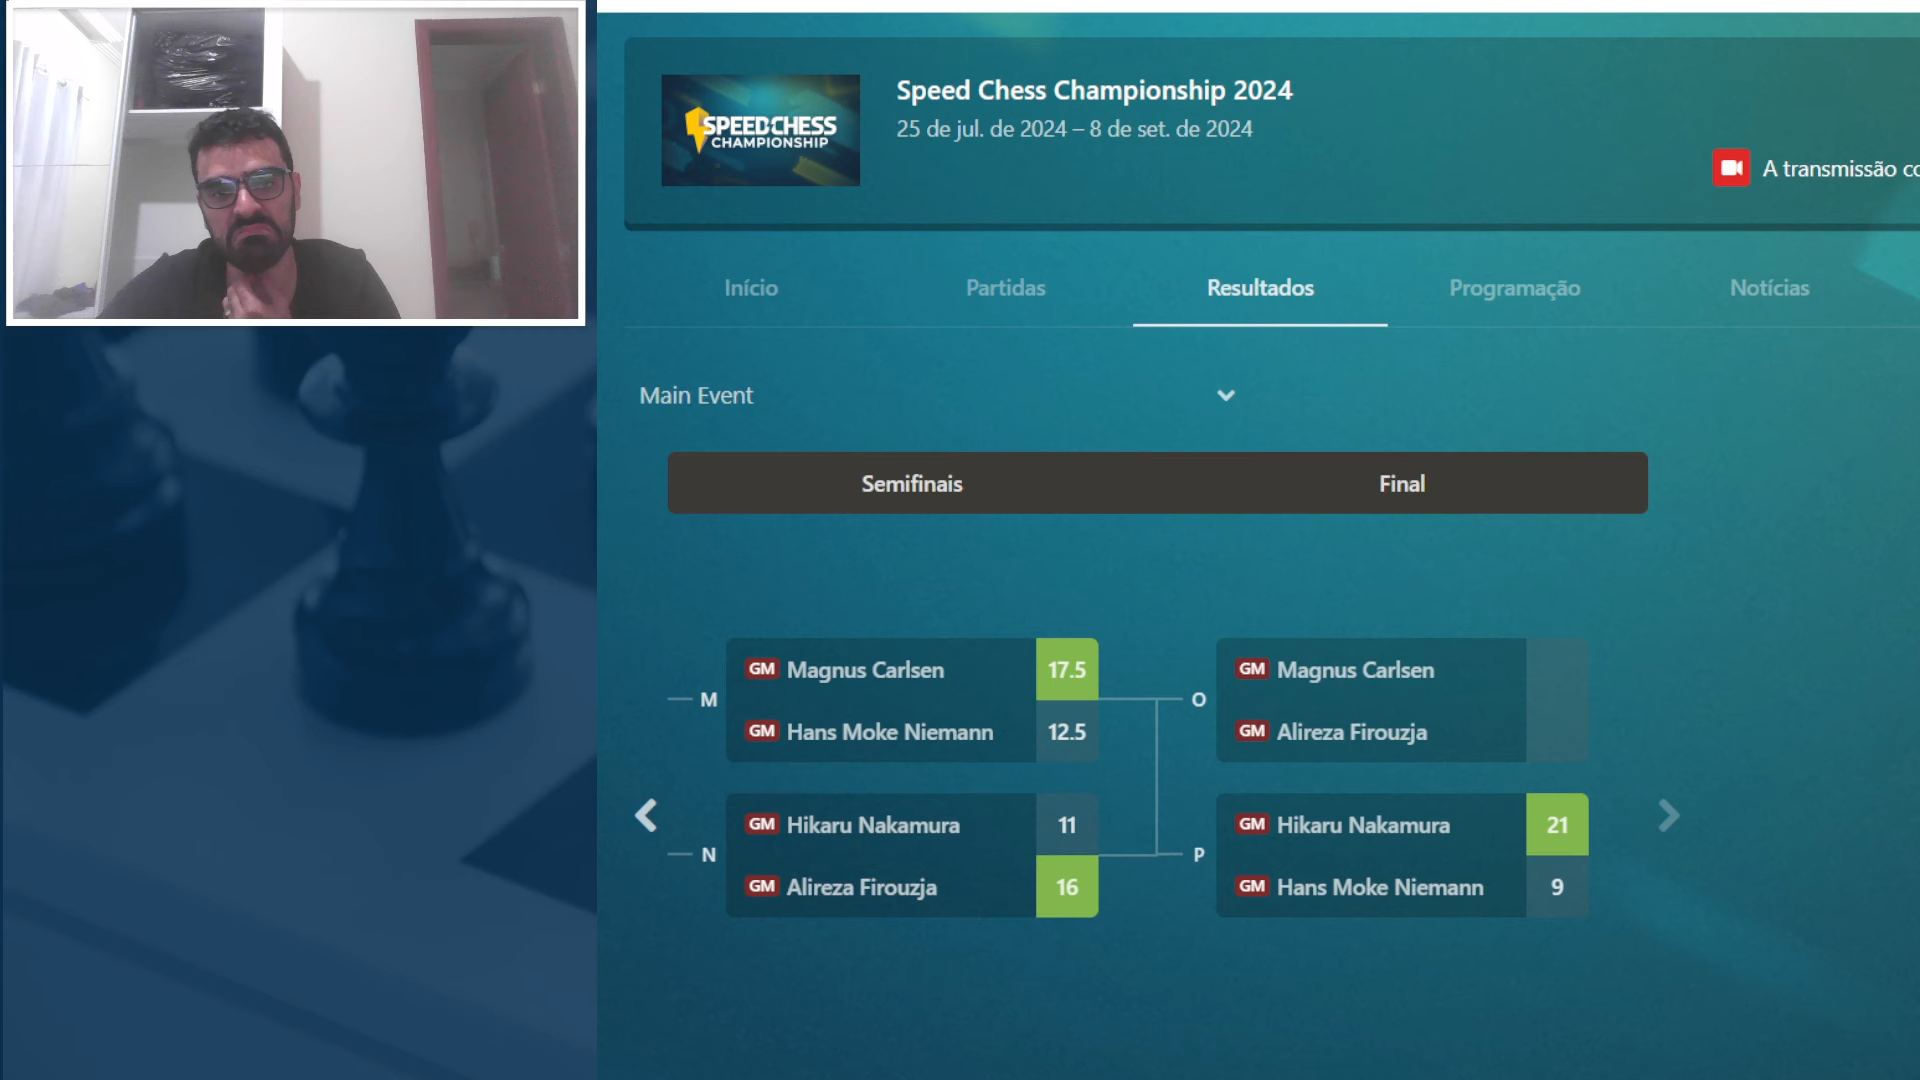 Speed Chess Championship 2024
25 de jul. de 2024 – 8 de set. de 2024
SPEED CHESS
CHAMPIONSHIP
A transmissão co
Início
Partidas
Resultados
Programação
Notícias
Main Event
Semifinais
Final
M
GM Magnus Carlsen 17.5
GM Hans Moke Niemann 12.5
O
GM Magnus Carlsen
GM Alireza Firouzja
N
GM Hikaru Nakamura 11
GM Alireza Firouzja 16
P
GM Hikaru Nakamura 21
GM Hans Moke Niemann 9